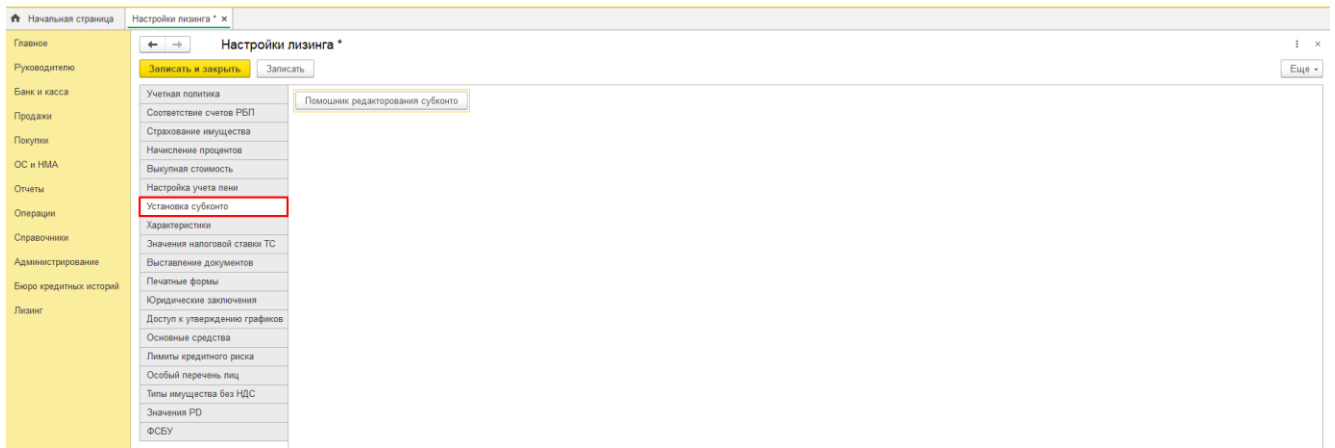 Начальная страница
Настройки лизинга * ×
Главное
Руководителю
Банк и касса
Продажи
Покупки
ОС и НМА
Отчеты
Операции
Справочники
Администрирование
Бюро кредитных историй
Лизинг
Настройки лизинга *
Записать и закрыть
Записать
Еще
Учетная политика
Соответствие счетов РБП
Страхование имущества
Начисление процентов
Выкупная стоимость
Настройка учета пени
Установка субконто
Характеристики
Значения налоговой ставки ТС
Выставление документов
Печатные формы
Юридические заключения
Доступ к утверждению графиков
Основные средства
Лимиты кредитного риска
Особый перечень лиц
Типы имущества без НДС
Значения PD
ФСБУ
Помошник редакторования субконто